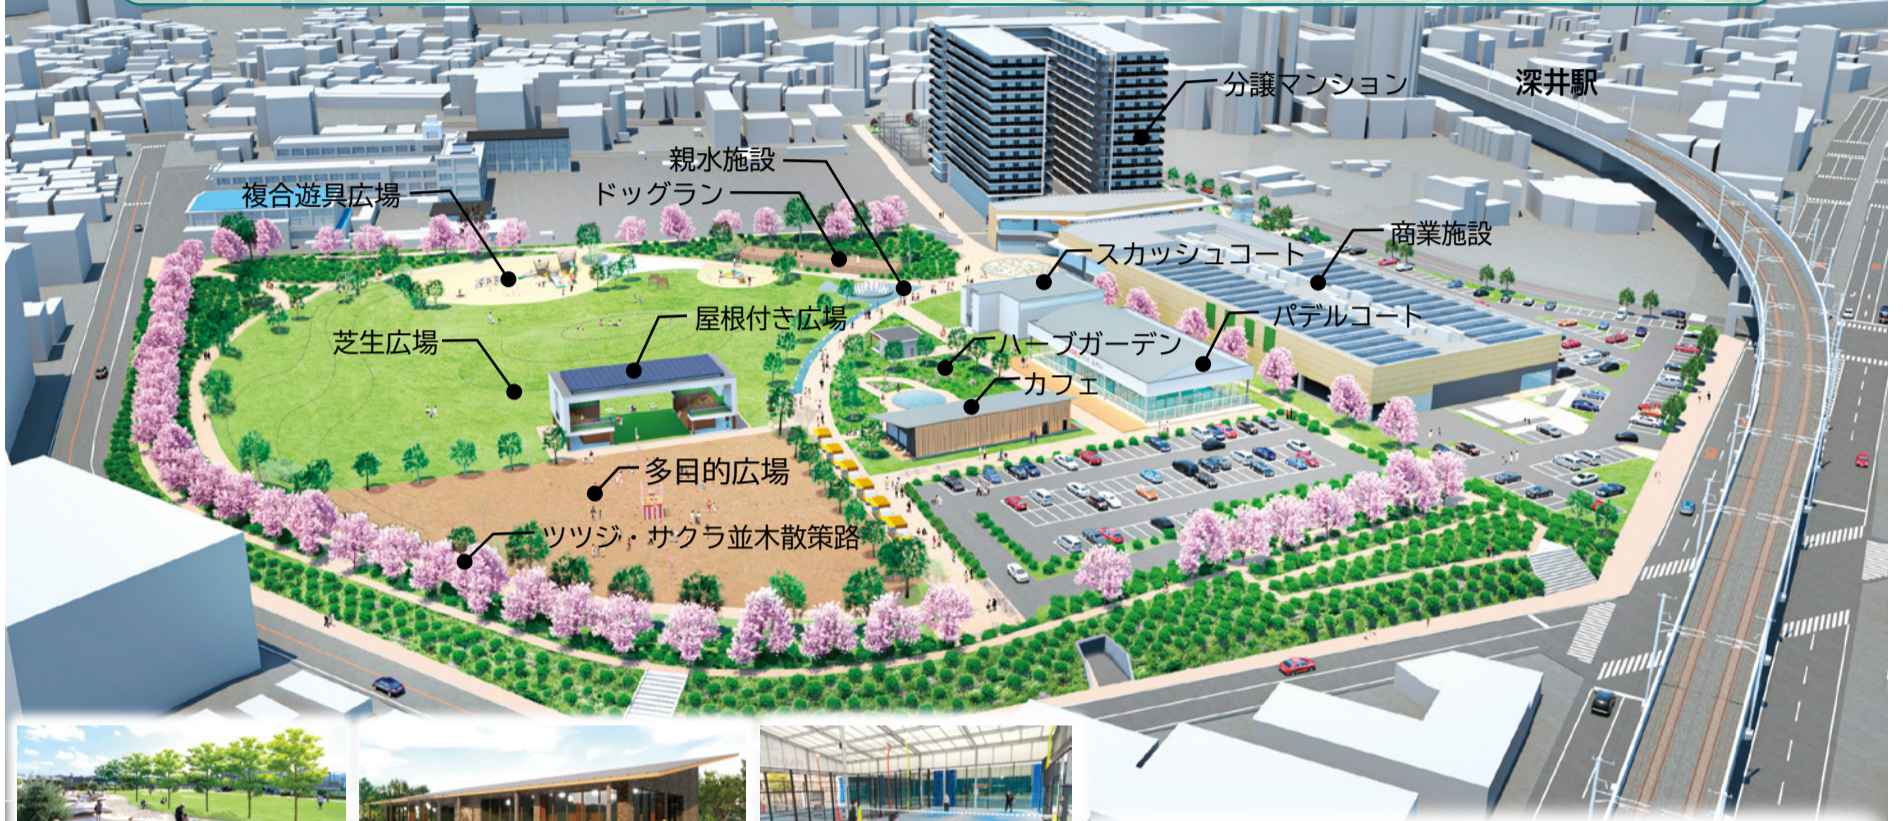 分譲マンション
深井駅
親水施設
複合遊具広場
ドッグラン
商業施設
スカッシュコート
屋根付き広場
パデルコート
芝生広場
ハーブガーデン
カフェ
多目的広場
ツツジ・サクラ並木散策路